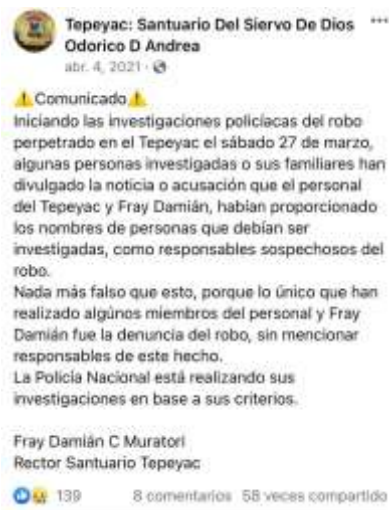 Tepeyac: Santuario Del Siervo De Dios
Odorico D Andrea
abr. 4, 2021
Comunicado
Iniciando las investigaciones policíacas del robo
perpetrado en el Tepeyac el sábado 27 de marzo,
algunas personas investigadas o sus familiares han
divulgado la noticia o acusación que el personal
del Tepeyac y Fray Damián, habían proporcionado
los nombres de personas que debían ser
investigadas, como responsables sospechosos del
robo.
Nada más falso que esto, porque lo único que han
realizado algúnos miembros del personal y Fray
Damián fue la denuncia del robo, sin mencionar
responsables de este hecho.
La Policía Nacional está realizando sus
investigaciones en base a sus criterios.
Fray Damián C Muratori
Rector Santuario Tepeyac
139 8 comentarios 58 veces compartido